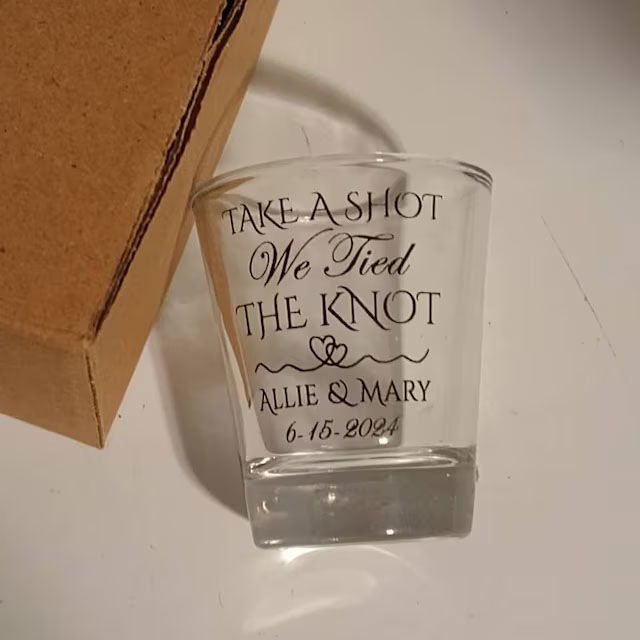 TAKE A SHOT
We Tied
THE KNOT
ALLIE & MARY
6-15-2024